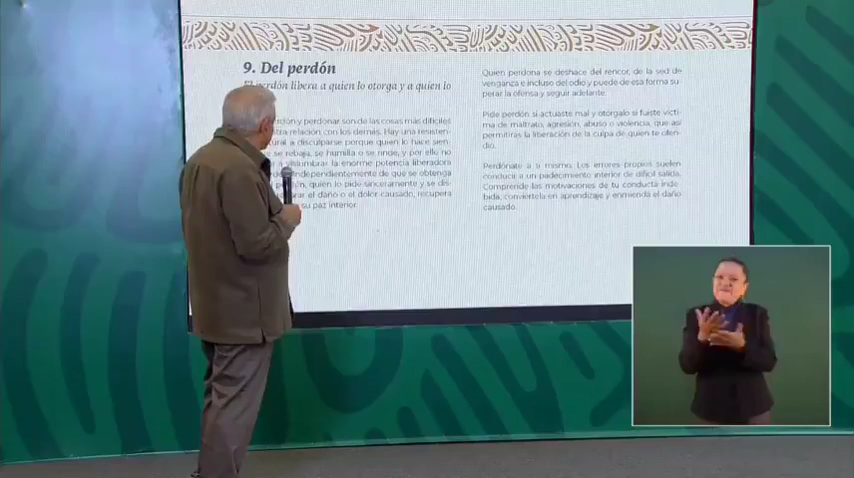 9. Del perdón
El perdón libera a quien lo otorga y a quien lo
perdón y perdonar son de las cosas más difíciles
tra relación con los demás. Hay una resisten-
tural a disculparse porque quien lo hace sien-
e se rebaja, se humilla o se rinde, y por ello no
a vislumbrar la enorme potencia liberadora
Independientemente de que se obtenga
quien lo pide sinceramente y se dis-
el daño o el dolor causado, recupera
su paz interior.
Quien perdona se deshace del rencor, de la sed de
venganza e incluso del odio y puede de esa forma su-
perar la ofensa y seguir adelante.
Pide perdón si actuaste mal y otórgalo si fuiste vícti-
ma de maltrato, agresión, abuso o violencia, que así
permitirás la liberación de la culpa de quien te ofen-
dió.
Perdónate a ti mismo. Los errores propios suelen
conducir a un padecimiento interior de difícil salida.
Comprende las motivaciones de tu conducta inde-
bida, conviértela en aprendizaje y enmienda el daño
causado.